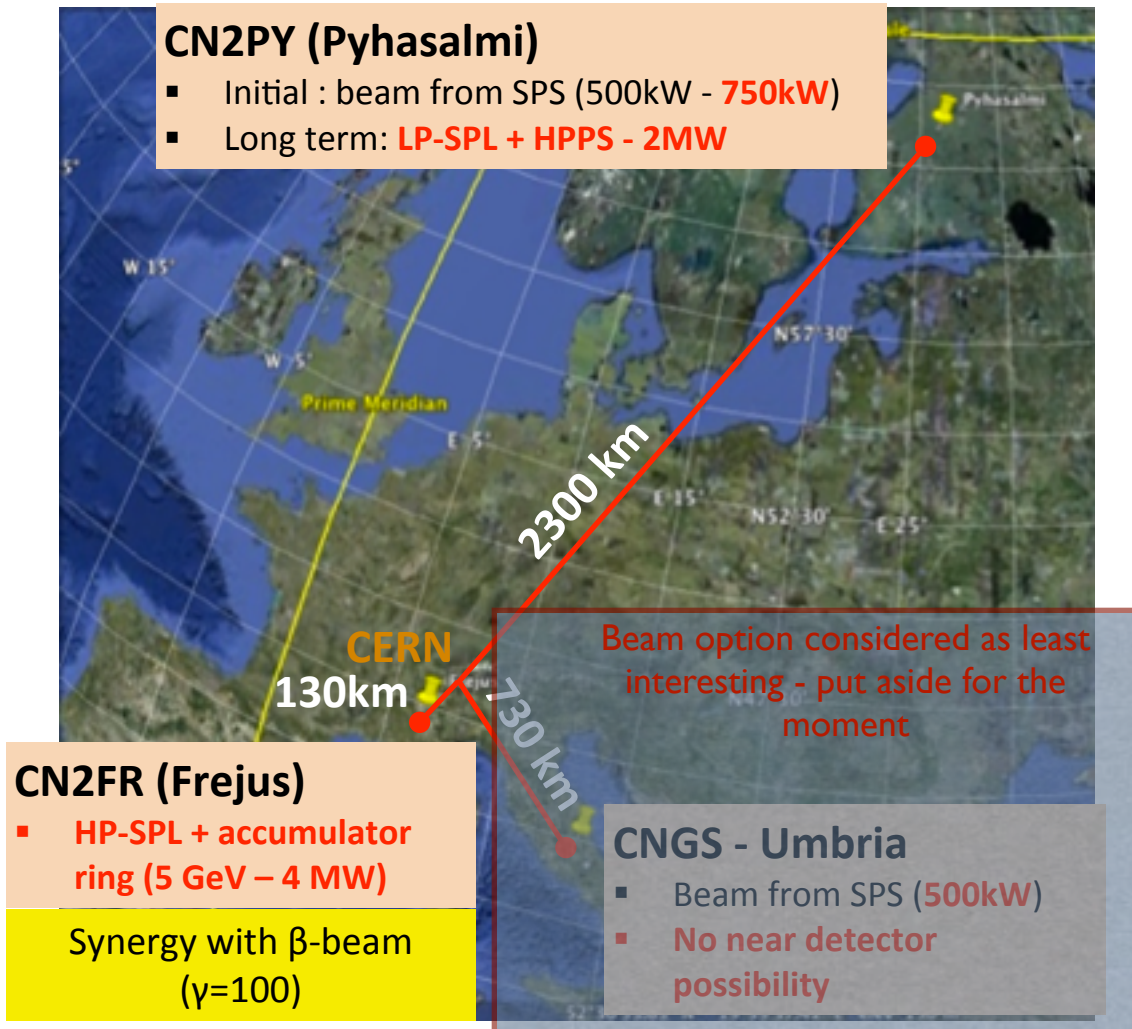 CN2PY (Pyhasalmi)
▪ Initial : beam from SPS (500kW - 750kW)
▪ Long term: LP-SPL + HPPS - 2MW
Pyhasalmi
5°
W 15°
W 5°
N57°30'
Prime Meridian
E 5°
2300 km
E 15°
N52°30'
E 25°
CERN
130km
730 km
Beam option considered as least
interesting - put aside for the
moment
CN2FR (Frejus)
▪ HP-SPL + accumulator
ring (5 GeV – 4 MW)
Synergy with β-beam
(γ=100)
CNGS - Umbria
▪ Beam from SPS (500kW)
▪ No near detector
possibility